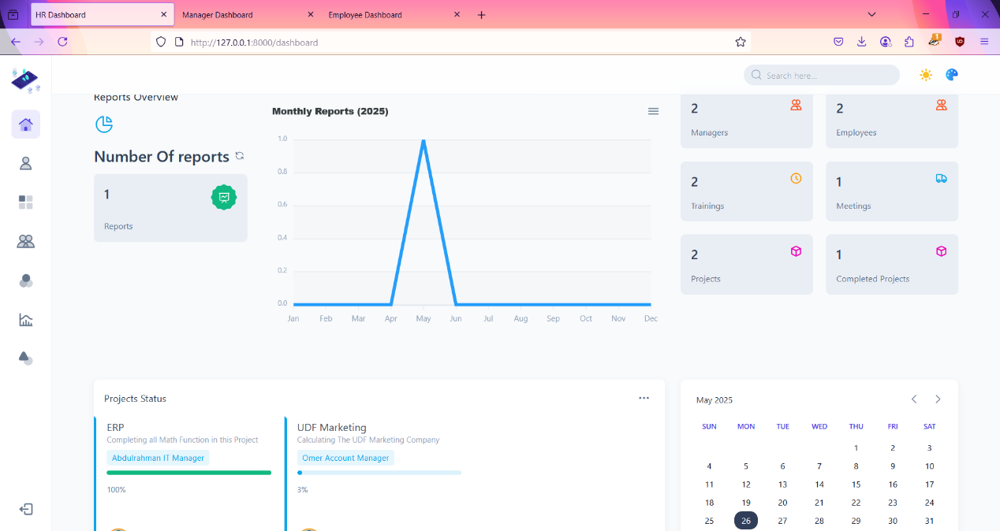 HR Dashboard
Manager Dashboard
Employee Dashboard
http://127.0.0.1:8000/dashboard
1
Search here...
Reports Overview
Number Of reports
1
Reports
Monthly Reports (2025)
1.0
0.8
0.6
0.4
0.2
0.0
Jan Feb Mar Apr May Jun Jul Aug Sep Oct Nov Dec
2
Managers
2
Employees
2
Trainings
1
Meetings
2
Projects
1
Completed Projects
Projects Status
ERP
Completing all Math Function in this Project
Abdulrahman IT Manager
100%
UDF Marketing
Calculating The UDF Marketing Company
Omer Account Manager
3%
May 2025
SUN MON TUE WED THU FRI SAT
1 2 3
4 5 6 7 8 9 10
11 12 13 14 15 16 17
18 19 20 21 22 23 24
25 26 27 28 29 30 31